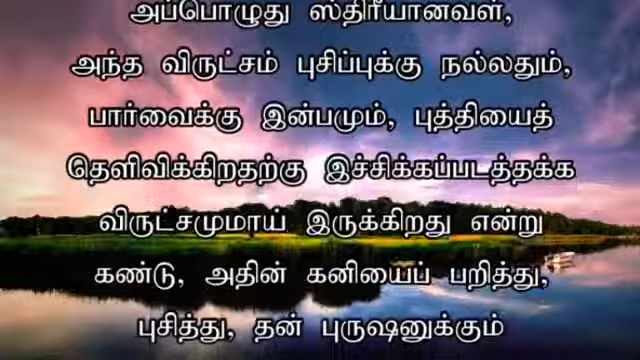 அப்பொழுது ஸ்திரீயானவள்,
அந்த விருட்சம் புசிப்புக்கு நல்லதும்,
பார்வைக்கு இன்பமும், புத்தியைத்
தெளிவிக்கிறதற்கு இச்சிக்கப்படத்தக்க
விருட்சமுமாய் இருக்கிறது என்று
கண்டு, அதின் கனியைப் பறித்து,
புசித்து, தன் புருஷனுக்கும்